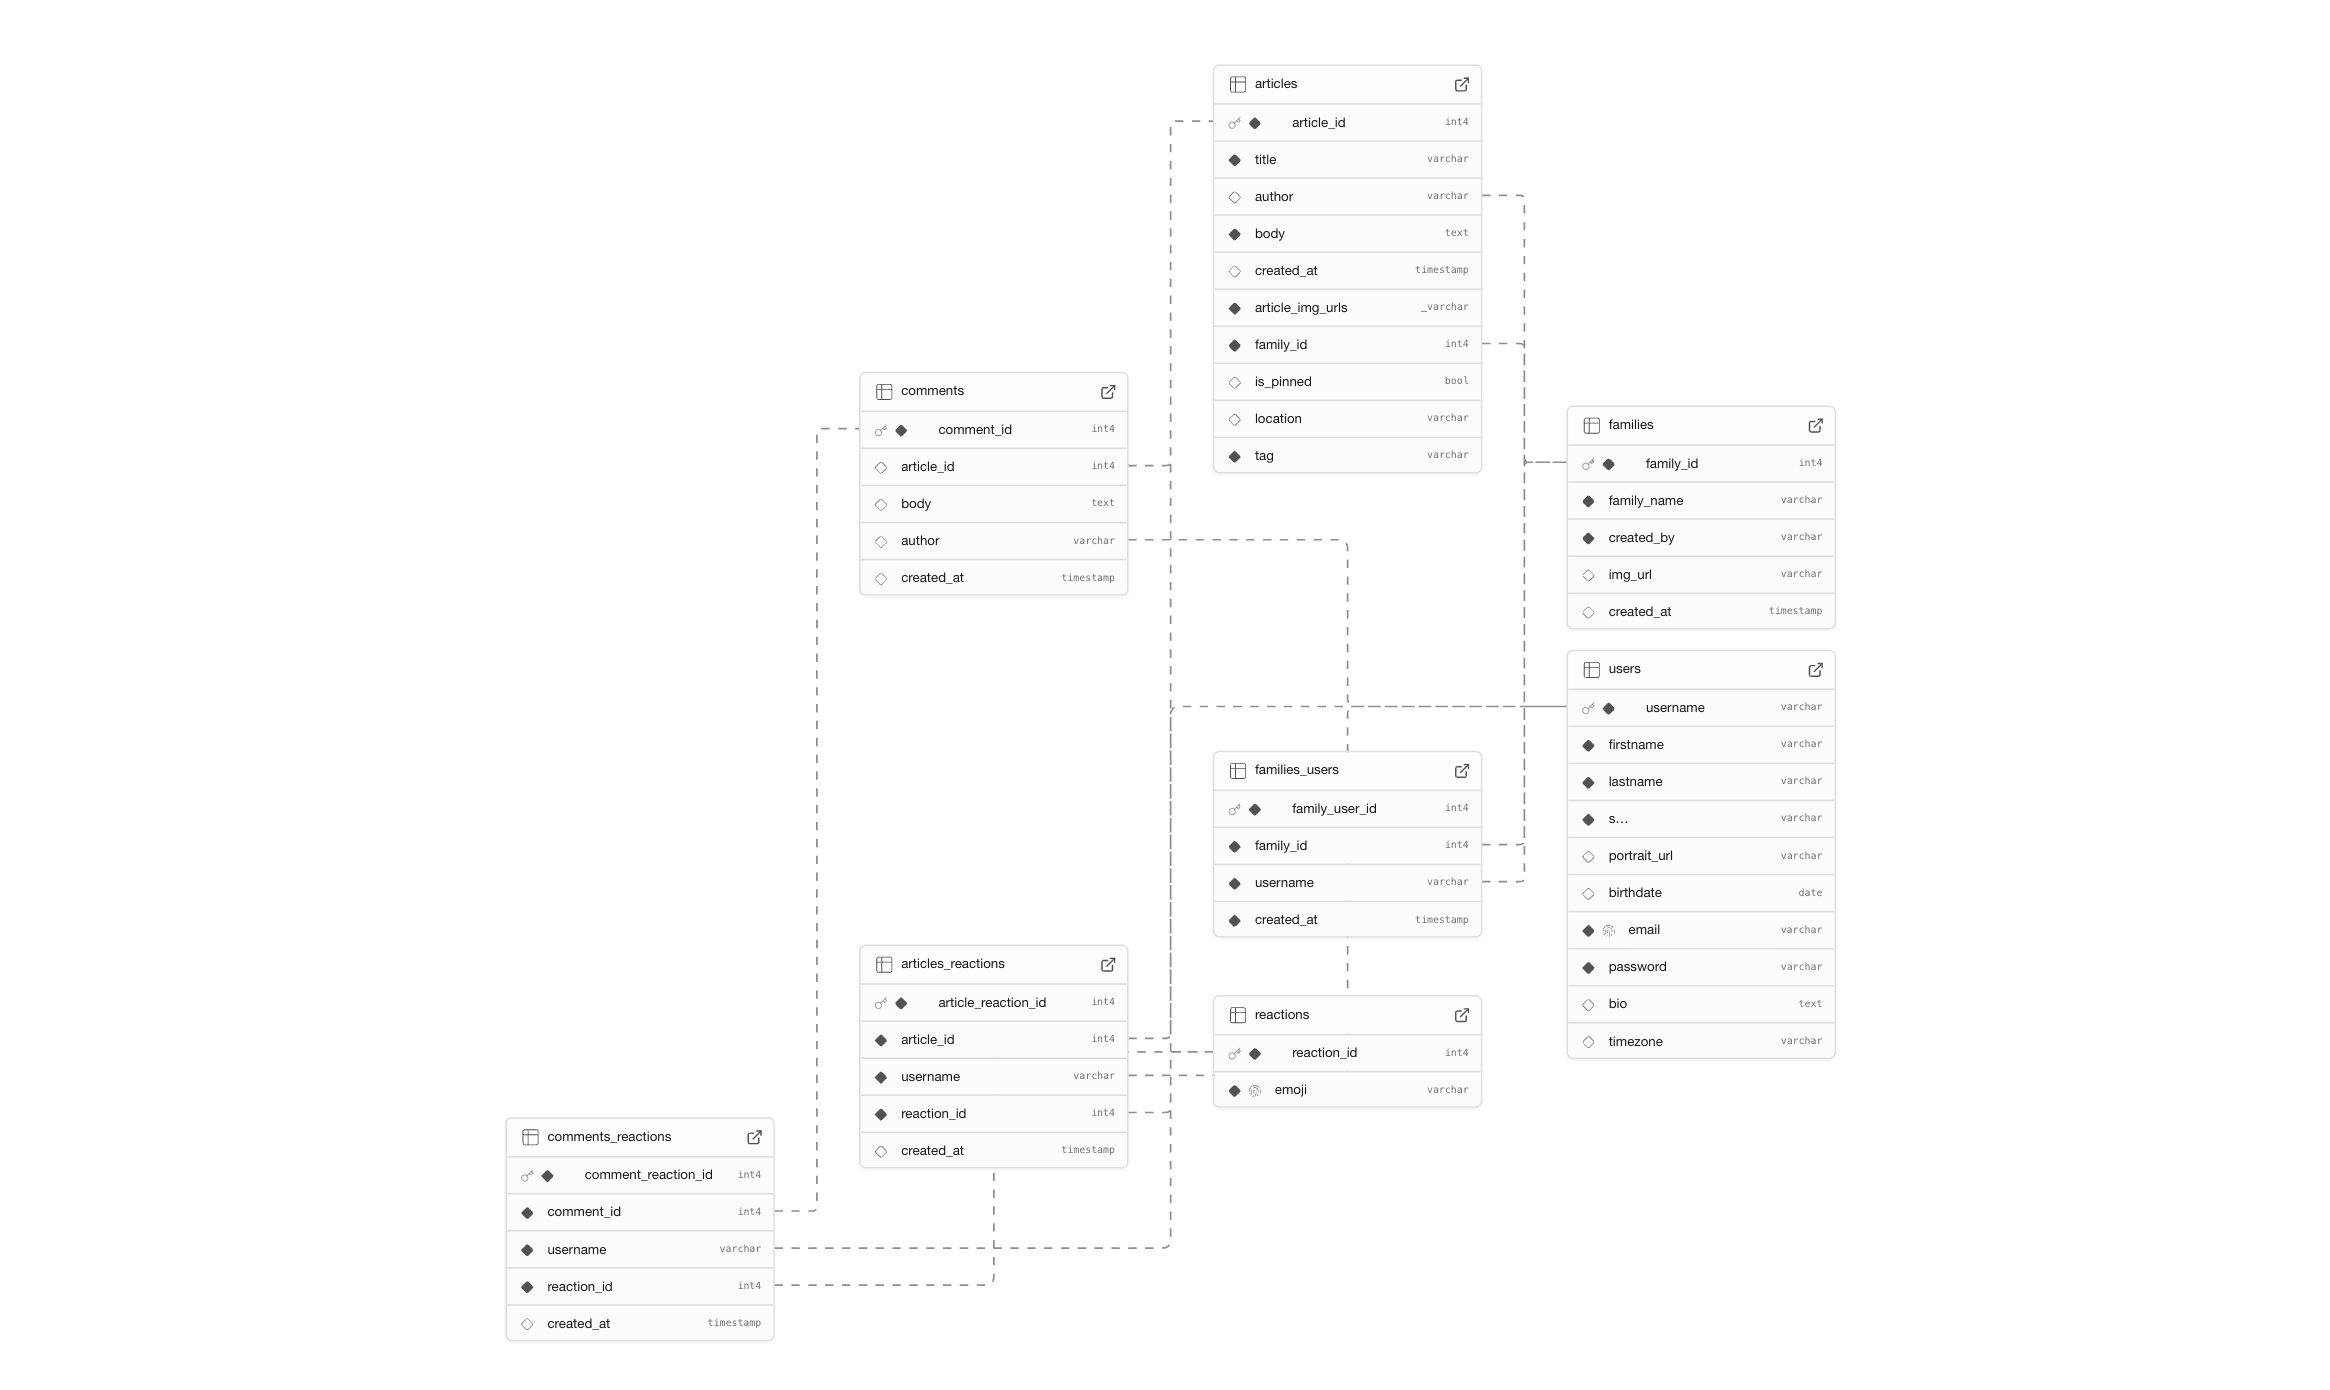 articles
article_id int4
title varchar
author varchar
body text
created_at timestamp
article_img_urls _varchar
family_id int4
is_pinned bool
location varchar
tag varchar
comments
comment_id int4
article_id int4
body text
author varchar
created_at timestamp
families
family_id int4
family_name varchar
created_by varchar
img_url varchar
created_at timestamp
users
username varchar
firstname varchar
lastname varchar
s... varchar
portrait_url varchar
birthdate date
email varchar
password varchar
bio text
timezone varchar
families_users
family_user_id int4
family_id int4
username varchar
created_at timestamp
articles_reactions
article_reaction_id int4
article_id int4
username varchar
reaction_id int4
created_at timestamp
reactions
reaction_id int4
emoji varchar
comments_reactions
comment_reaction_id int4
comment_id int4
username varchar
reaction_id int4
created_at timestamp